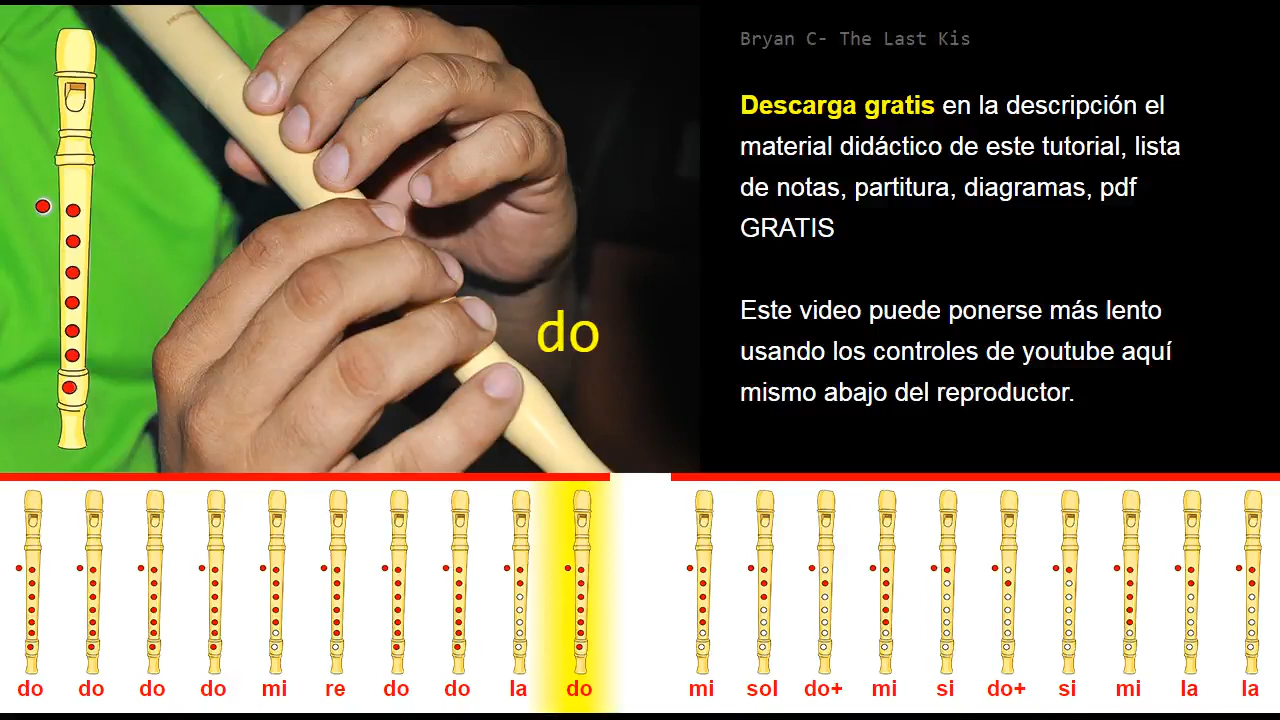 Bryan C- The Last Kis
Descarga gratis en la descripción el
material didáctico de este tutorial, lista
de notas, partitura, diagramas, pdf
GRATIS
Este video puede ponerse más lento
usando los controles de youtube aquí
mismo abajo del reproductor.
do
do do do do mi re do do la do mi sol do+ mi si do+ si mi la la